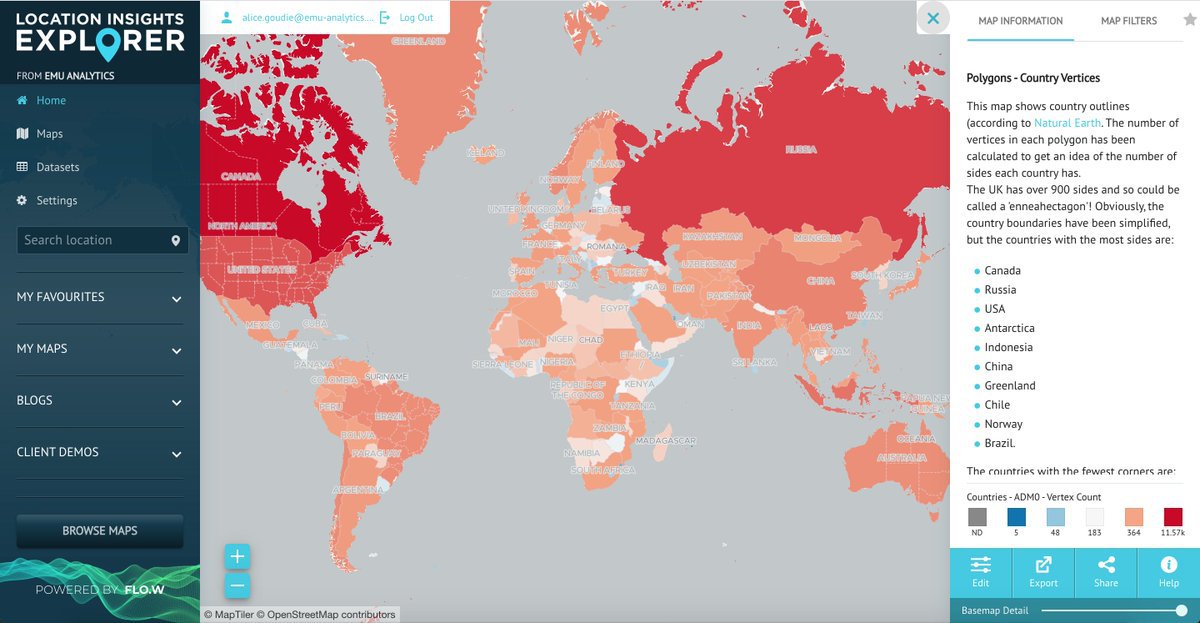 LOCATION INSIGHTS
EXPLORER
FROM EMU ANALYTICS
Home
Maps
Datasets
Settings
Search location
MY FAVOURITES
MY MAPS
BLOGS
CLIENT DEMOS
BROWSE MAPS
POWERED BY FLO.W
alice.goudie@emu-analytics....
Log Out
GREENLAND
ICELAND
RUSSIA
CANADA
FINLAND
NORWAY
NORTH AMERICA
UNITED KINGDOM
BELARUS
GERMANY
KAZAKHSTAN
MONGOLIA
FRANCE
ROMANIA
UNITED STATES
ITALY
UZBEKISTAN
SPAIN
TURKEY
SOUTH KOREA
CHINA
TUNISIA
IRAQ
IRAN
MOROCCO
PAKISTAN
EGYPT
TAIWAN
MEXICO
CUBA
OMAN
INDIA
LAOS
GUATEMALA
MALI
NIGER
CHAD
VIETNAM
PANAMA
SIERRA LEONE
NIGERIA
ETHIOPIA
SRI LANKA
COLOMBIA
SURINAME
REPUBLIC OF
THE CONGO
KENYA
PERU
TANZANIA
PAPUA NEW
GUINEA
BRAZIL
ZAMBIA
BOLIVIA
MADAGASCAR
OCEANIA
PARAGUAY
NAMIBIA
AUSTRALIA
SOUTH AFRICA
ARGENTINA
+
−
© MapTiler © OpenStreetMap contributors
MAP INFORMATION
MAP FILTERS
Polygons - Country Vertices
This map shows country outlines
(according to Natural Earth. The number of
vertices in each polygon has been
calculated to get an idea of the number of
sides each country has.
The UK has over 900 sides and so could be
called a 'enneahectagon'! Obviously, the
country boundaries have been simplified,
but the countries with the most sides are:
Canada
Russia
USA
Antarctica
Indonesia
China
Greenland
Chile
Norway
Brazil.
The countries with the fewest corners are:
Countries - ADM0 - Vertex Count
ND 5 48 183 364 11.57k
Edit
Export
Share
Help
Basemap Detail